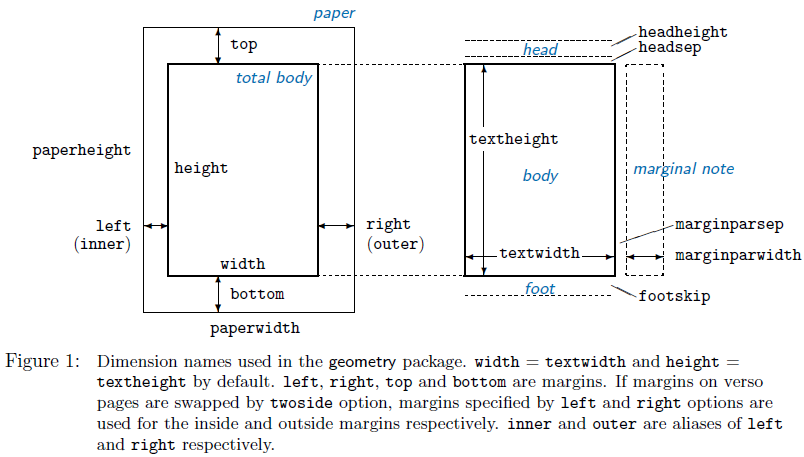 paper
top
total body
paperheight
height
left
(inner)
right
(outer)
width
bottom
paperwidth
headheight
head
headsep
textheight
body
marginal note
marginparsep
textwidth
marginparwidth
foot
footskip
Figure 1: Dimension names used in the geometry package. width = textwidth and height =
textheight by default. left, right, top and bottom are margins. If margins on verso
pages are swapped by twoside option, margins specified by left and right options are
used for the inside and outside margins respectively. inner and outer are aliases of left
and right respectively.